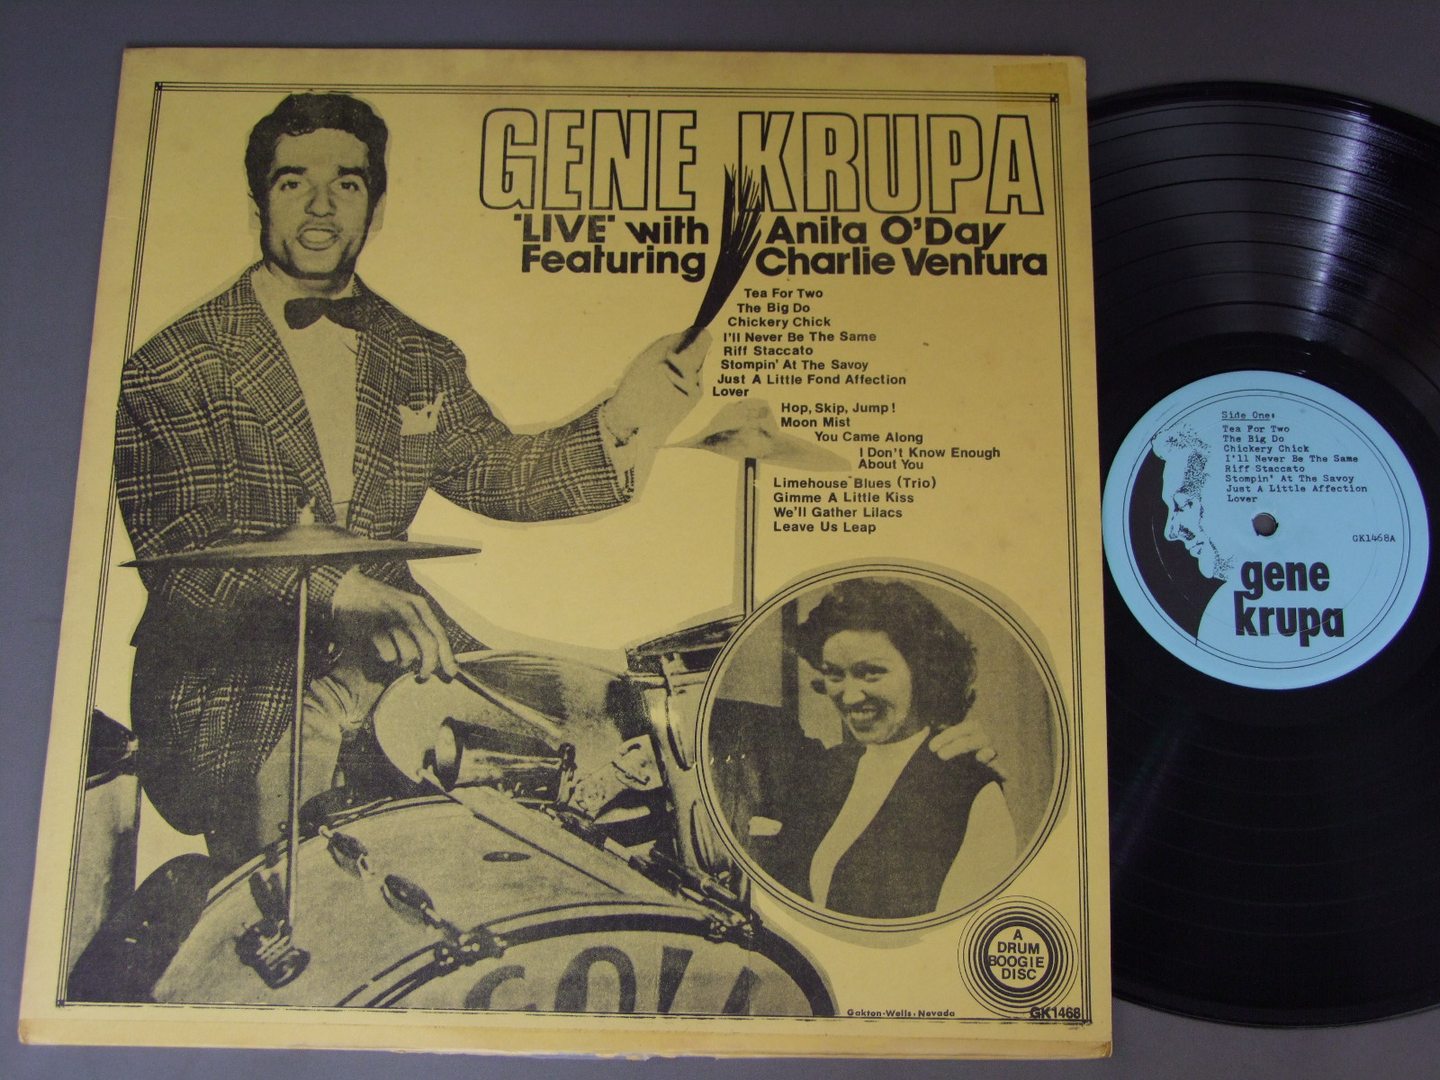 GENE KRUPA
"LIVE" with Anita O'Day
Featuring Charlie Ventura
Tea For Two
The Big Do
Chickery Chick
I'll Never Be The Same
Riff Staccato
Stompin' At The Savoy
Just A Little Fond Affection
Lover
Hop, Skip, Jump!
Moon Mist
You Came Along
I Don't Know Enough
About You
Limehouse Blues (Trio)
Gimme A Little Kiss
We'll Gather Lilacs
Leave Us Leap
A
DRUM
BOOGIE
DISC
Gakton-Wells, Nevada
GK1468
Side One:
Tea For Two
The Big Do
Chickery Chick
I'll Never Be The Same
Riff Staccato
Stompin' At The Savoy
Just A Little Affection
Lover
GK1468A
gene
krupa